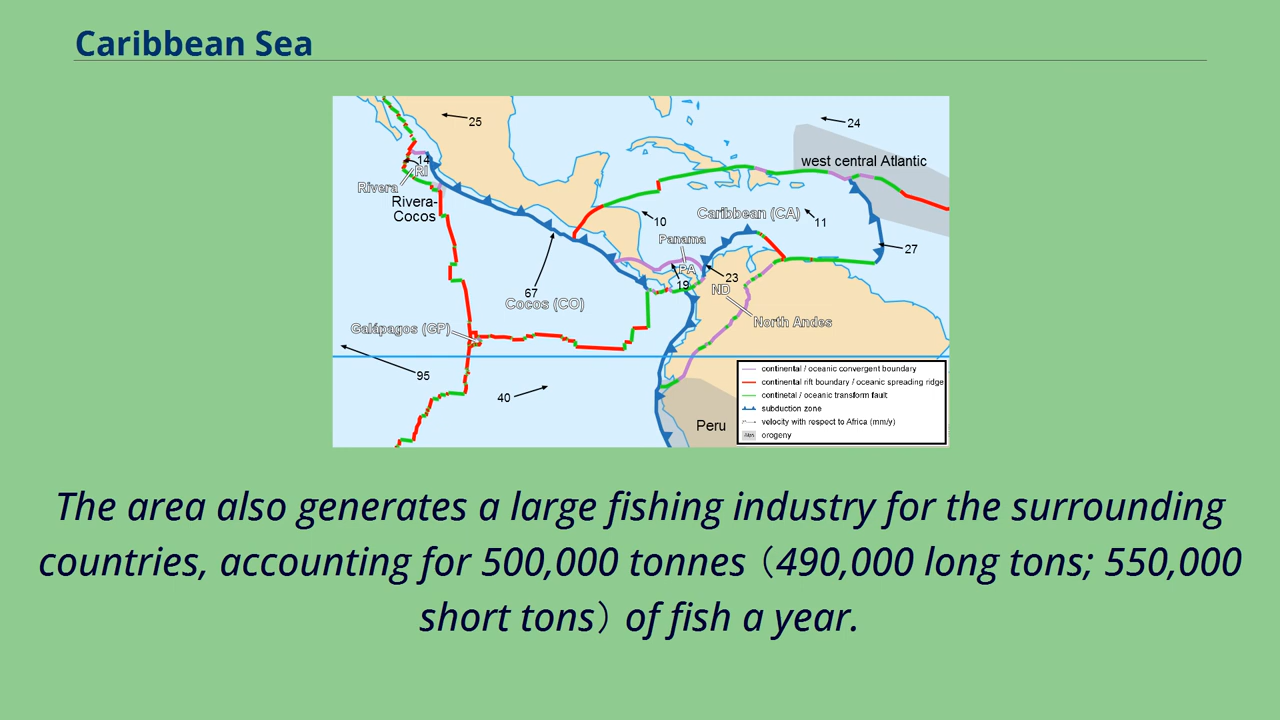 Caribbean Sea
25
24
14
RI
Rivera
Rivera-
Cocos
west central Atlantic
10
Caribbean (CA)
11
Panama
27
PA
23
19
ND
67
Cocos (CO)
North Andes
Galápagos (GP)
95
40
Peru
continental / oceanic convergent boundary
continental rift boundary / oceanic spreading ridge
continetal / oceanic transform fault
subduction zone
velocity with respect to Africa (mm/y)
orogeny
The area also generates a large fishing industry for the surrounding
countries, accounting for 500,000 tonnes（490,000 long tons; 550,000
short tons）of fish a year.